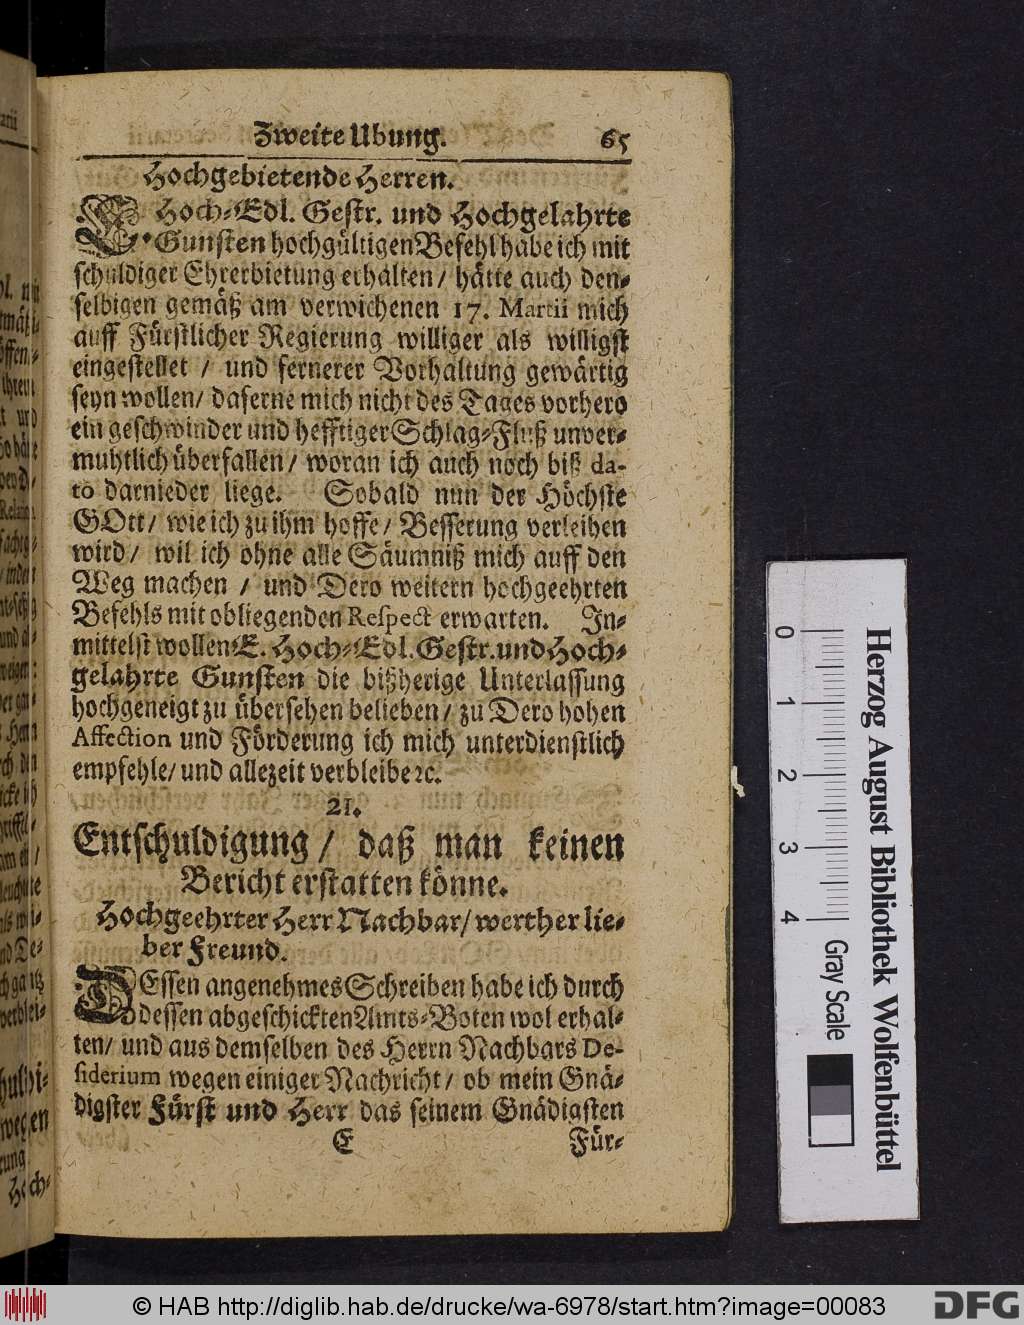 Zweite Ubung. 65
Hochgebietende Herren.
E. Hoch-Edl. Gestr. und Hochgelahrte
Gunsten hochgültigen Befehl habe ich mit
schuldiger Ehrerbietung erhalten/ hätte auch den-
selbigen gemäß am verwichenen 17. Martii mich
auff Fürstlicher Regierung williger als willigst
eingestellet / und fernerer Vorhaltung gewärtig
seyn wollen/ daferne mich nicht des Tages vorhero
ein geschwinder und hefftiger Schlag-Fluß unver-
muhtlich überfallen/ woran ich auch noch biß da-
to darnieder liege. Sobald nun der Höchste
GOtt/ wie ich zu ihm hoffe/ Besserung verleihen
wird/ wil ich ohne alle Säumniß mich auff den
Weg machen / und Dero weitern hochgeehrten
Befehls mit obliegenden Respect erwarten. In-
mittelst wollen E. Hoch-Edl. Gestr. und Hoch-
gelahrte Gunsten die bißherige Unterlassung
hochgeneigt zu übersehen belieben/ zu Dero hohen
Affection und Förderung ich mich unterdienstlich
empfehle/ und allezeit verbleibe ꝛc.
21.
Entschuldigung/ daß man keinen
Bericht erstatten könne.
Hochgeehrter Herr Nachbar/ werther lie-
ber Freund.
DEssen angenehmes Schreiben habe ich durch
dessen abgeschickten Amts-Boten wol erhal-
ten/ und aus demselben des Herrn Nachbars De-
siderium wegen einiger Nachricht/ ob mein Gnä-
digster Fürst und Herr das seinem Gnädigsten
E Für-
0 1 2 3 4
Herzog August Bibliothek Wolfenbüttel
Gray Scale
© HAB http://diglib.hab.de/drucke/wa-6978/start.htm?image=00083
DFG